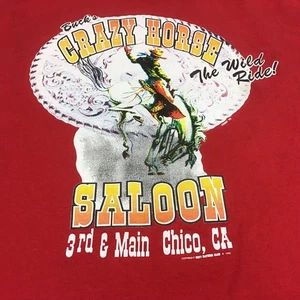 Buck's
CRAZY HORSE
The Wild
Ride!
SALOON
3rd & Main Chico, CA